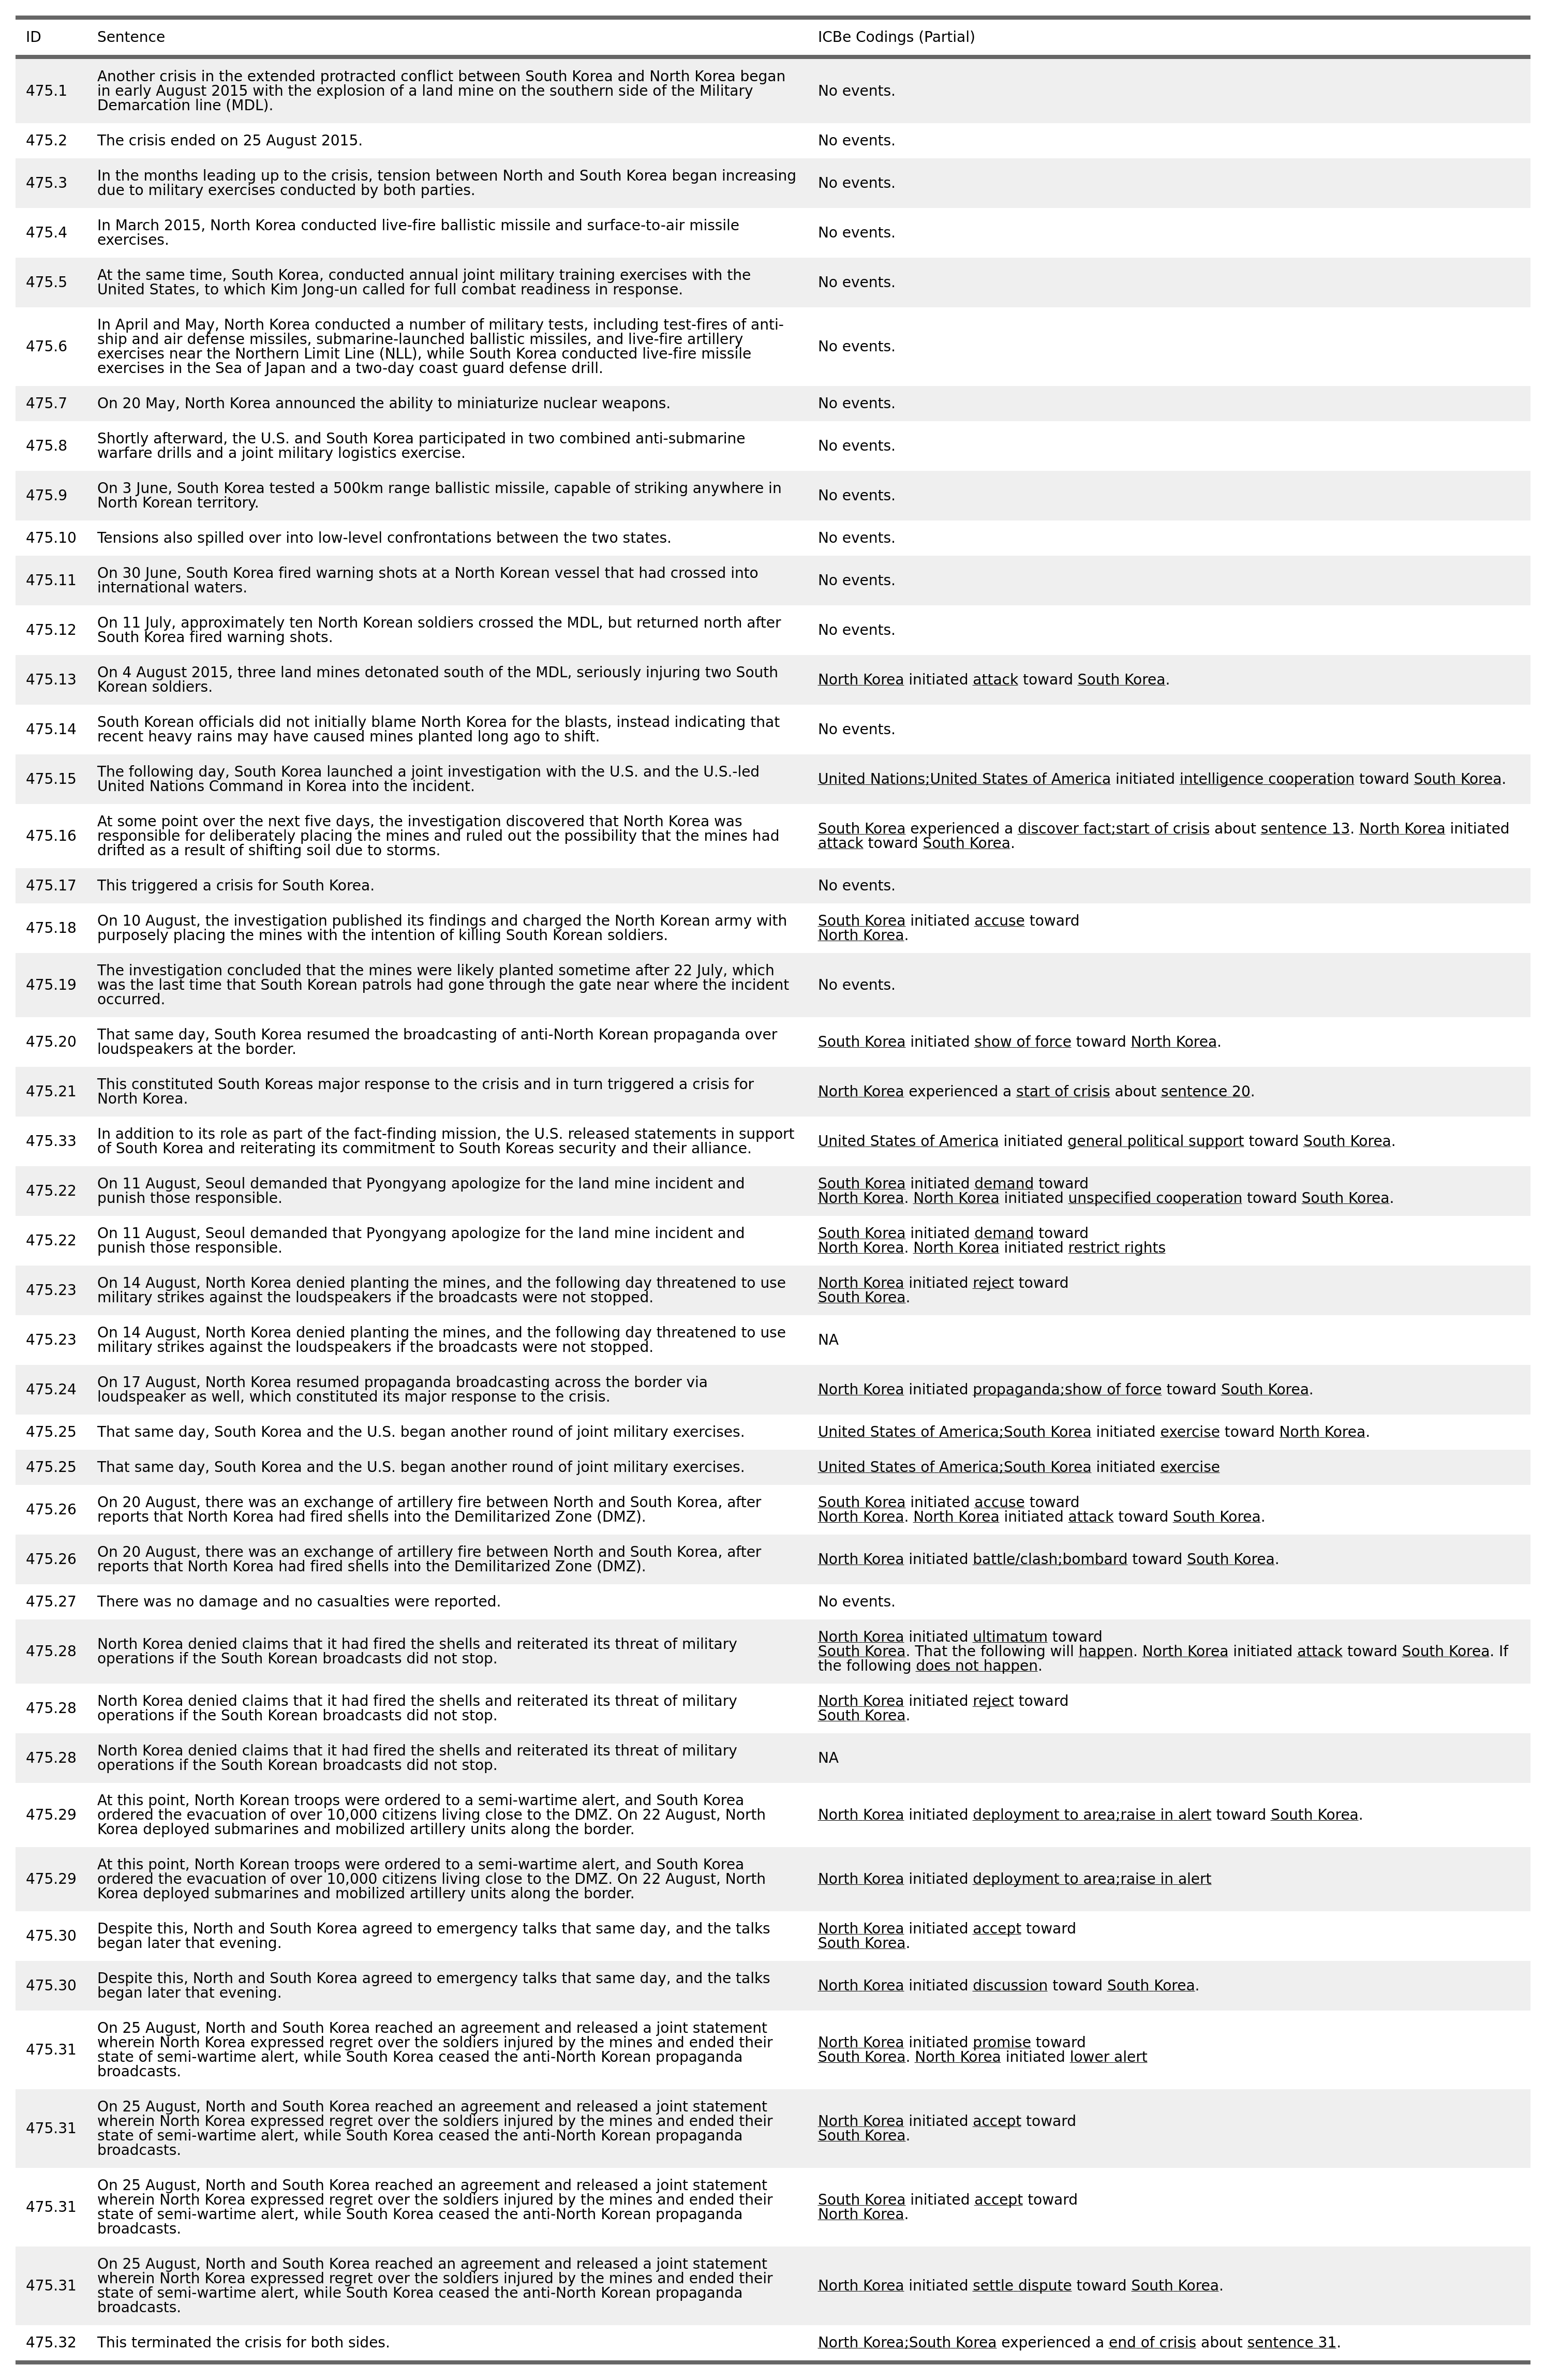 ID Sentence ICBe Codings (Partial)
475.1 Another crisis in the extended protracted conflict between South Korea and North Korea began
in early August 2015 with the explosion of a land mine on the southern side of the Military
Demarcation line (MDL).
No events.
475.2 The crisis ended on 25 August 2015. No events.
475.3 In the months leading up to the crisis, tension between North and South Korea began increasing
due to military exercises conducted by both parties.
No events.
475.4 In March 2015, North Korea conducted live-fire ballistic missile and surface-to-air missile
exercises.
No events.
475.5 At the same time, South Korea, conducted annual joint military training exercises with the
United States, to which Kim Jong-un called for full combat readiness in response.
No events.
475.6 In April and May, North Korea conducted a number of military tests, including test-fires of anti-
ship and air defense missiles, submarine-launched ballistic missiles, and live-fire artillery
exercises near the Northern Limit Line (NLL), while South Korea conducted live-fire missile
exercises in the Sea of Japan and a two-day coast guard defense drill.
No events.
475.7 On 20 May, North Korea announced the ability to miniaturize nuclear weapons. No events.
475.8 Shortly afterward, the U.S. and South Korea participated in two combined anti-submarine
warfare drills and a joint military logistics exercise.
No events.
475.9 On 3 June, South Korea tested a 500km range ballistic missile, capable of striking anywhere in
North Korean territory.
No events.
475.10 Tensions also spilled over into low-level confrontations between the two states. No events.
475.11 On 30 June, South Korea fired warning shots at a North Korean vessel that had crossed into
international waters.
No events.
475.12 On 11 July, approximately ten North Korean soldiers crossed the MDL, but returned north after
South Korea fired warning shots.
No events.
475.13 On 4 August 2015, three land mines detonated south of the MDL, seriously injuring two South
Korean soldiers.
North Korea initiated attack toward South Korea.
475.14 South Korean officials did not initially blame North Korea for the blasts, instead indicating that
recent heavy rains may have caused mines planted long ago to shift.
No events.
475.15 The following day, South Korea launched a joint investigation with the U.S. and the U.S.-led
United Nations Command in Korea into the incident.
United Nations;United States of America initiated intelligence cooperation toward South Korea.
475.16 At some point over the next five days, the investigation discovered that North Korea was
responsible for deliberately placing the mines and ruled out the possibility that the mines had
drifted as a result of shifting soil due to storms.
South Korea experienced a discover fact;start of crisis about sentence 13. North Korea initiated
attack toward South Korea.
475.17 This triggered a crisis for South Korea. No events.
475.18 On 10 August, the investigation published its findings and charged the North Korean army with
purposely placing the mines with the intention of killing South Korean soldiers.
South Korea initiated accuse toward
North Korea.
475.19 The investigation concluded that the mines were likely planted sometime after 22 July, which
was the last time that South Korean patrols had gone through the gate near where the incident
occurred.
No events.
475.20 That same day, South Korea resumed the broadcasting of anti-North Korean propaganda over
loudspeakers at the border.
South Korea initiated show of force toward North Korea.
475.21 This constituted South Koreas major response to the crisis and in turn triggered a crisis for
North Korea.
North Korea experienced a start of crisis about sentence 20.
475.33 In addition to its role as part of the fact-finding mission, the U.S. released statements in support
of South Korea and reiterating its commitment to South Koreas security and their alliance.
United States of America initiated general political support toward South Korea.
475.22 On 11 August, Seoul demanded that Pyongyang apologize for the land mine incident and
punish those responsible.
South Korea initiated demand toward
North Korea. North Korea initiated unspecified cooperation toward South Korea.
475.22 On 11 August, Seoul demanded that Pyongyang apologize for the land mine incident and
punish those responsible.
South Korea initiated demand toward
North Korea. North Korea initiated restrict rights
475.23 On 14 August, North Korea denied planting the mines, and the following day threatened to use
military strikes against the loudspeakers if the broadcasts were not stopped.
North Korea initiated reject toward
South Korea.
475.23 On 14 August, North Korea denied planting the mines, and the following day threatened to use
military strikes against the loudspeakers if the broadcasts were not stopped.
NA
475.24 On 17 August, North Korea resumed propaganda broadcasting across the border via
loudspeaker as well, which constituted its major response to the crisis.
North Korea initiated propaganda;show of force toward South Korea.
475.25 That same day, South Korea and the U.S. began another round of joint military exercises. United States of America;South Korea initiated exercise toward North Korea.
475.25 That same day, South Korea and the U.S. began another round of joint military exercises. United States of America;South Korea initiated exercise
475.26 On 20 August, there was an exchange of artillery fire between North and South Korea, after
reports that North Korea had fired shells into the Demilitarized Zone (DMZ).
South Korea initiated accuse toward
North Korea. North Korea initiated attack toward South Korea.
475.26 On 20 August, there was an exchange of artillery fire between North and South Korea, after
reports that North Korea had fired shells into the Demilitarized Zone (DMZ).
North Korea initiated battle/clash;bombard toward South Korea.
475.27 There was no damage and no casualties were reported. No events.
475.28 North Korea denied claims that it had fired the shells and reiterated its threat of military
operations if the South Korean broadcasts did not stop.
North Korea initiated ultimatum toward
South Korea. That the following will happen. North Korea initiated attack toward South Korea. If
the following does not happen.
475.28 North Korea denied claims that it had fired the shells and reiterated its threat of military
operations if the South Korean broadcasts did not stop.
North Korea initiated reject toward
South Korea.
475.28 North Korea denied claims that it had fired the shells and reiterated its threat of military
operations if the South Korean broadcasts did not stop.
NA
475.29 At this point, North Korean troops were ordered to a semi-wartime alert, and South Korea
ordered the evacuation of over 10,000 citizens living close to the DMZ. On 22 August, North
Korea deployed submarines and mobilized artillery units along the border.
North Korea initiated deployment to area;raise in alert toward South Korea.
475.29 At this point, North Korean troops were ordered to a semi-wartime alert, and South Korea
ordered the evacuation of over 10,000 citizens living close to the DMZ. On 22 August, North
Korea deployed submarines and mobilized artillery units along the border.
North Korea initiated deployment to area;raise in alert
475.30 Despite this, North and South Korea agreed to emergency talks that same day, and the talks
began later that evening.
North Korea initiated accept toward
South Korea.
475.30 Despite this, North and South Korea agreed to emergency talks that same day, and the talks
began later that evening.
North Korea initiated discussion toward South Korea.
475.31 On 25 August, North and South Korea reached an agreement and released a joint statement
wherein North Korea expressed regret over the soldiers injured by the mines and ended their
state of semi-wartime alert, while South Korea ceased the anti-North Korean propaganda
broadcasts.
North Korea initiated promise toward
South Korea. North Korea initiated lower alert
475.31 On 25 August, North and South Korea reached an agreement and released a joint statement
wherein North Korea expressed regret over the soldiers injured by the mines and ended their
state of semi-wartime alert, while South Korea ceased the anti-North Korean propaganda
broadcasts.
North Korea initiated accept toward
South Korea.
475.31 On 25 August, North and South Korea reached an agreement and released a joint statement
wherein North Korea expressed regret over the soldiers injured by the mines and ended their
state of semi-wartime alert, while South Korea ceased the anti-North Korean propaganda
broadcasts.
South Korea initiated accept toward
North Korea.
475.31 On 25 August, North and South Korea reached an agreement and released a joint statement
wherein North Korea expressed regret over the soldiers injured by the mines and ended their
state of semi-wartime alert, while South Korea ceased the anti-North Korean propaganda
broadcasts.
North Korea initiated settle dispute toward South Korea.
475.32 This terminated the crisis for both sides. North Korea;South Korea experienced a end of crisis about sentence 31.